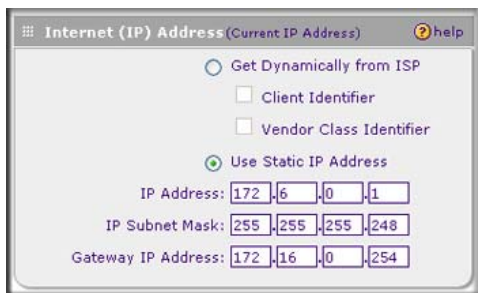 Internet (IP) Address (Current IP Address) ? help
Get Dynamically from ISP
Client Identifier
Vendor Class Identifier
Use Static IP Address
IP Address: 172 .6 .0 .1
IP Subnet Mask: 255 .255 .255 .248
Gateway IP Address: 172 .16 .0 .254